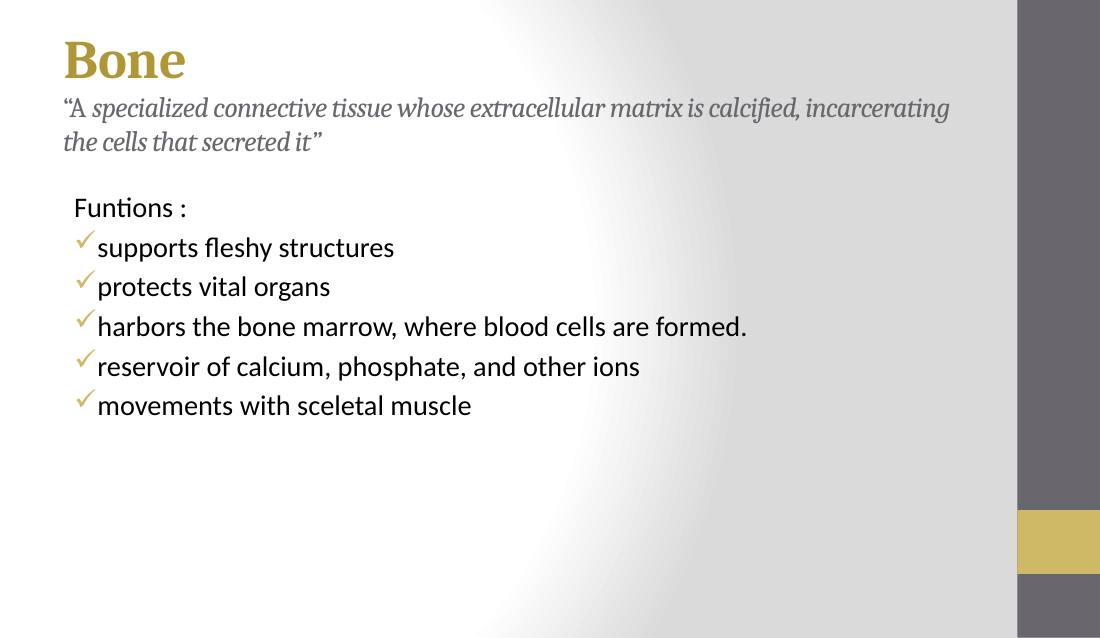 Bone
“A specialized connective tissue whose extracellular matrix is calcified, incarcerating
the cells that secreted it”
Funtions :
✓supports fleshy structures
✓protects vital organs
✓harbors the bone marrow, where blood cells are formed.
✓reservoir of calcium, phosphate, and other ions
✓movements with sceletal muscle